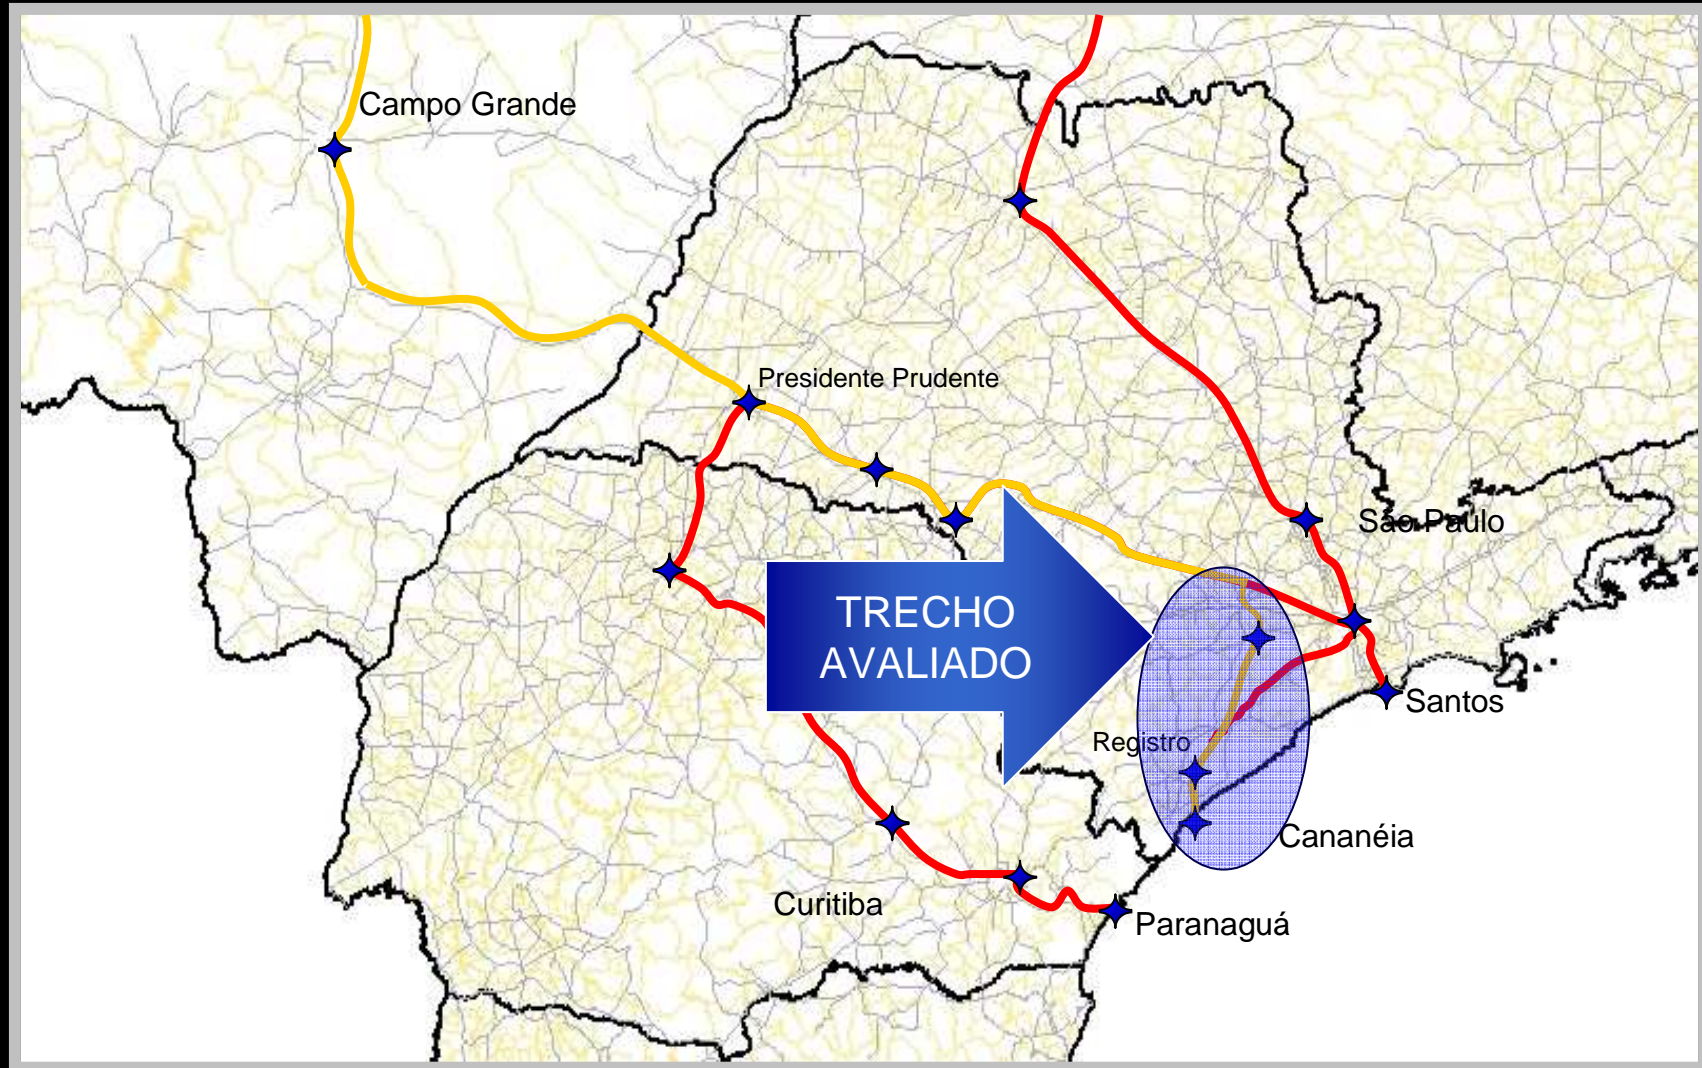 Campo Grande
Presidente Prudente
São Paulo
TRECHO
AVALIADO
Santos
Registro
Cananéia
Curitiba
Paranaguá